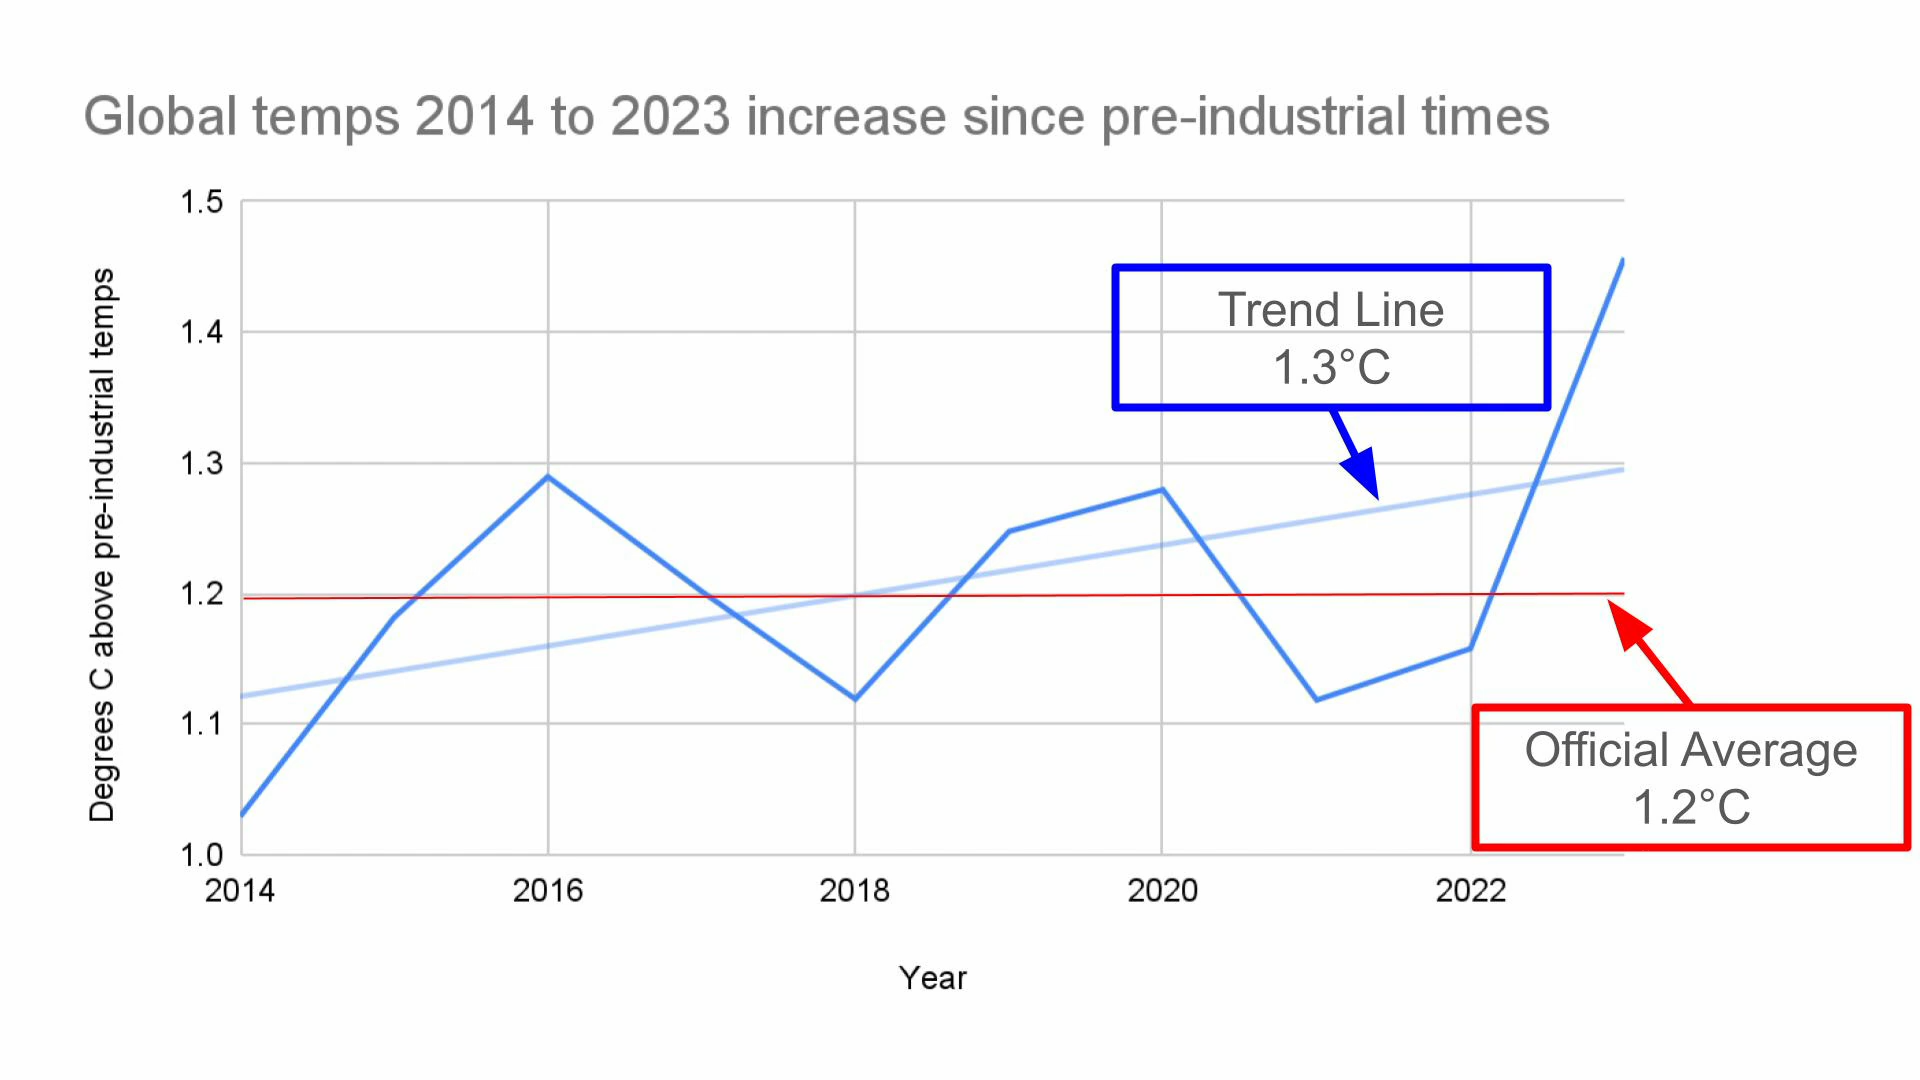 Global temps 2014 to 2023 increase since pre-industrial times
Degrees C above pre-industrial temps
1.5
1.4
1.3
1.2
1.1
1.0
Trend Line
1.3°C
Official Average
1.2°C
2014
2016
2018
2020
2022
Year